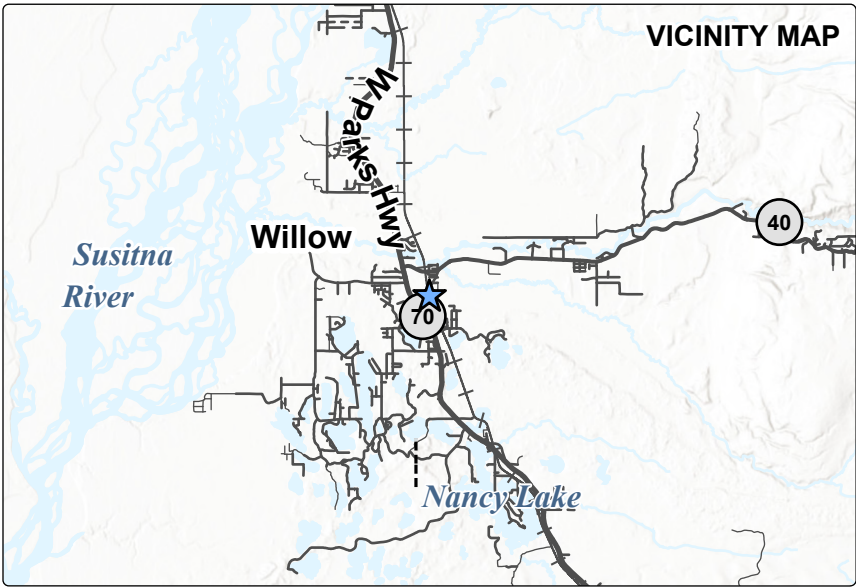 VICINITY MAP
W Parks Hwy
Willow
40
Susitna
River
70
Nancy Lake